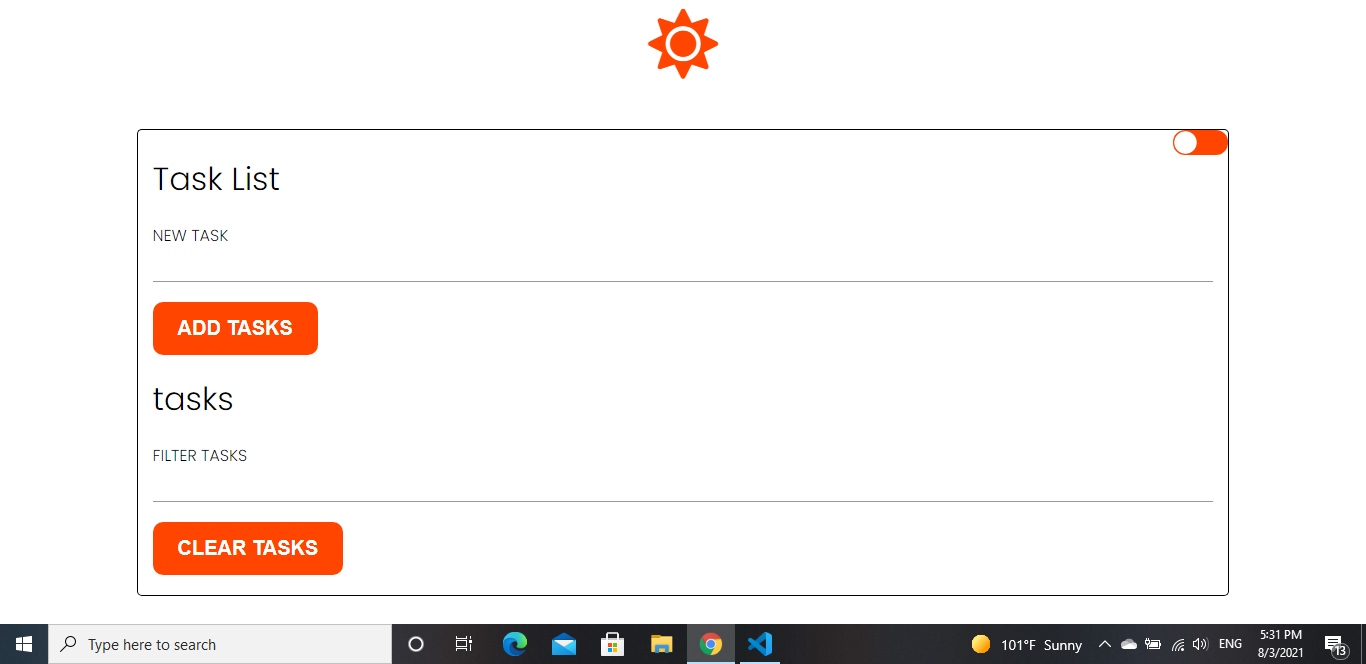 Task List
NEW TASK
ADD TASKS
tasks
FILTER TASKS
CLEAR TASKS
Type here to search
101°F Sunny
ENG
5:31 PM
8/3/2021
13